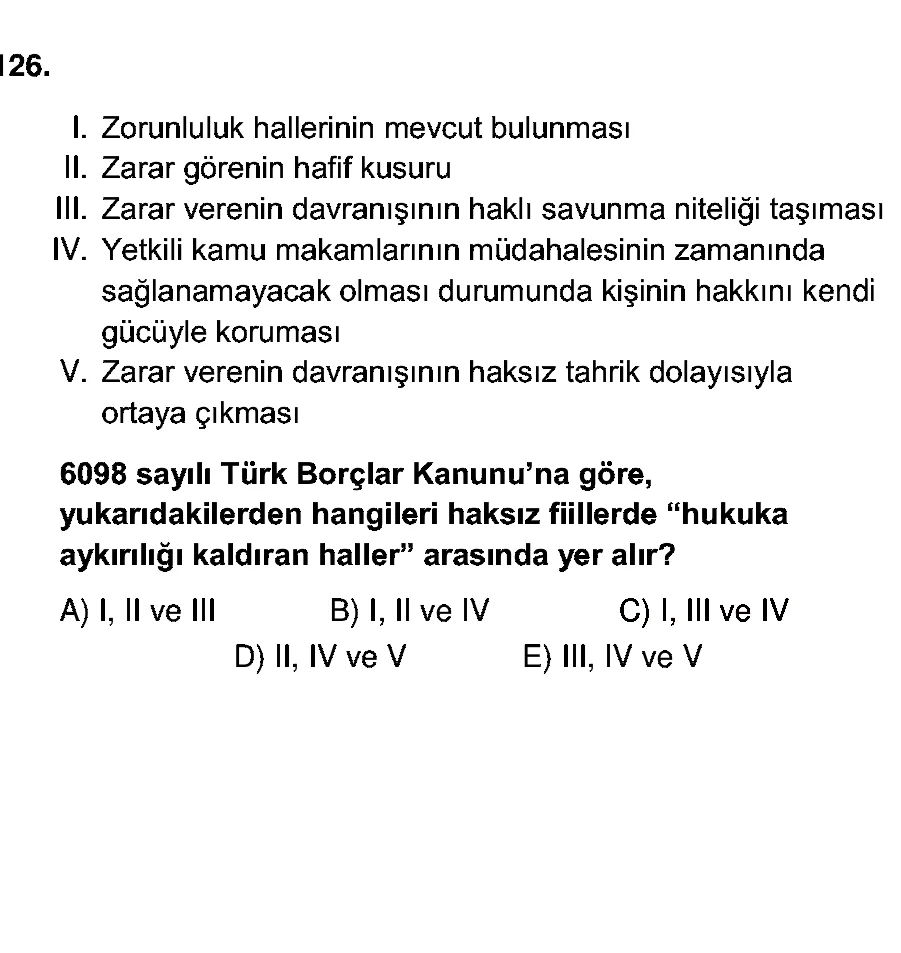 126.
I. Zorunluluk hallerinin mevcut bulunması
II. Zarar görenin hafif kusuru
III. Zarar verenin davranışının haklı savunma niteliği taşıması
IV. Yetkili kamu makamlarının müdahalesinin zamanında
sağlanamayacak olması durumunda kişinin hakkını kendi
gücüyle koruması
V. Zarar verenin davranışının haksız tahrik dolayısıyla
ortaya çıkması
6098 sayılı Türk Borçlar Kanunu’na göre,
yukarıdakilerden hangileri haksız fiillerde “hukuka
aykırılığı kaldıran haller” arasında yer alır?
A) I, II ve III B) I, II ve IV C) I, III ve IV
D) II, IV ve V E) III, IV ve V